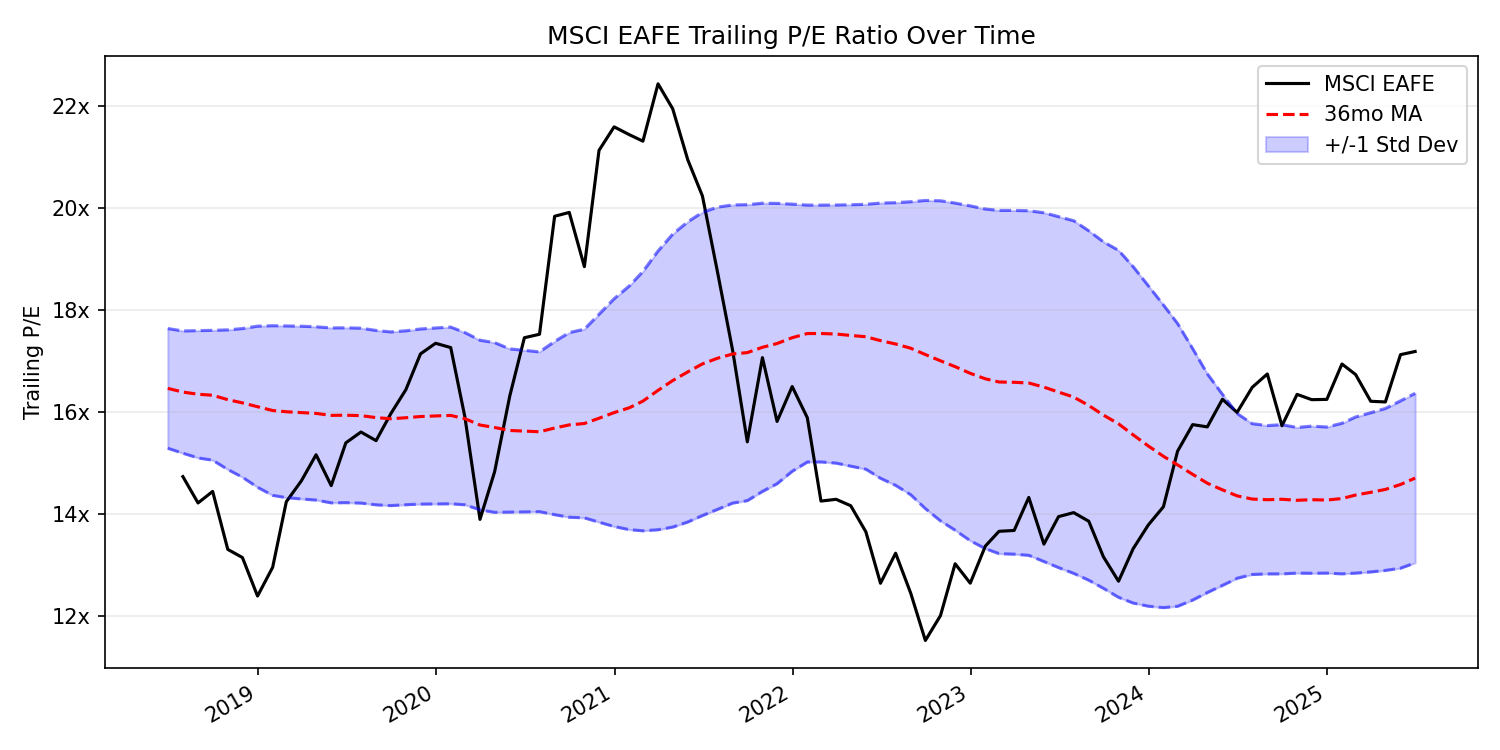 MSCI EAFE Trailing P/E Ratio Over Time
MSCI EAFE
36mo MA
+/-1 Std Dev
Trailing P/E
22x
20x
18x
16x
14x
12x
2019
2020
2021
2022
2023
2024
2025